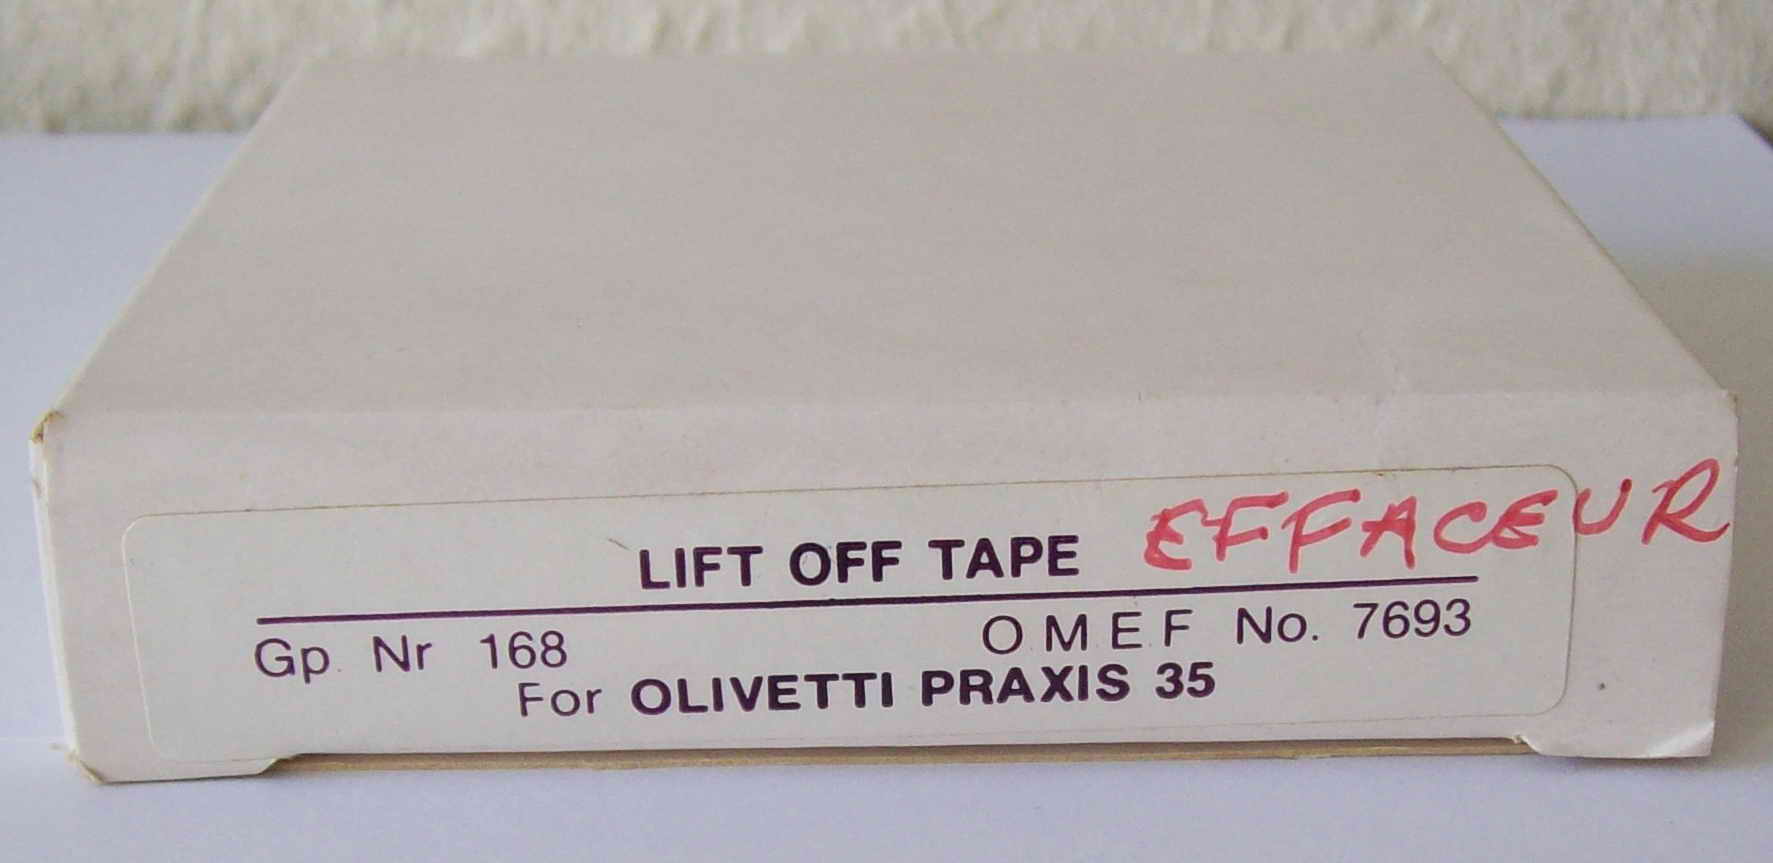 LIFT OFF TAPE EFFACEUR
Gp. Nr 168 O.M.E.F No. 7693
For OLIVETTI PRAXIS 35